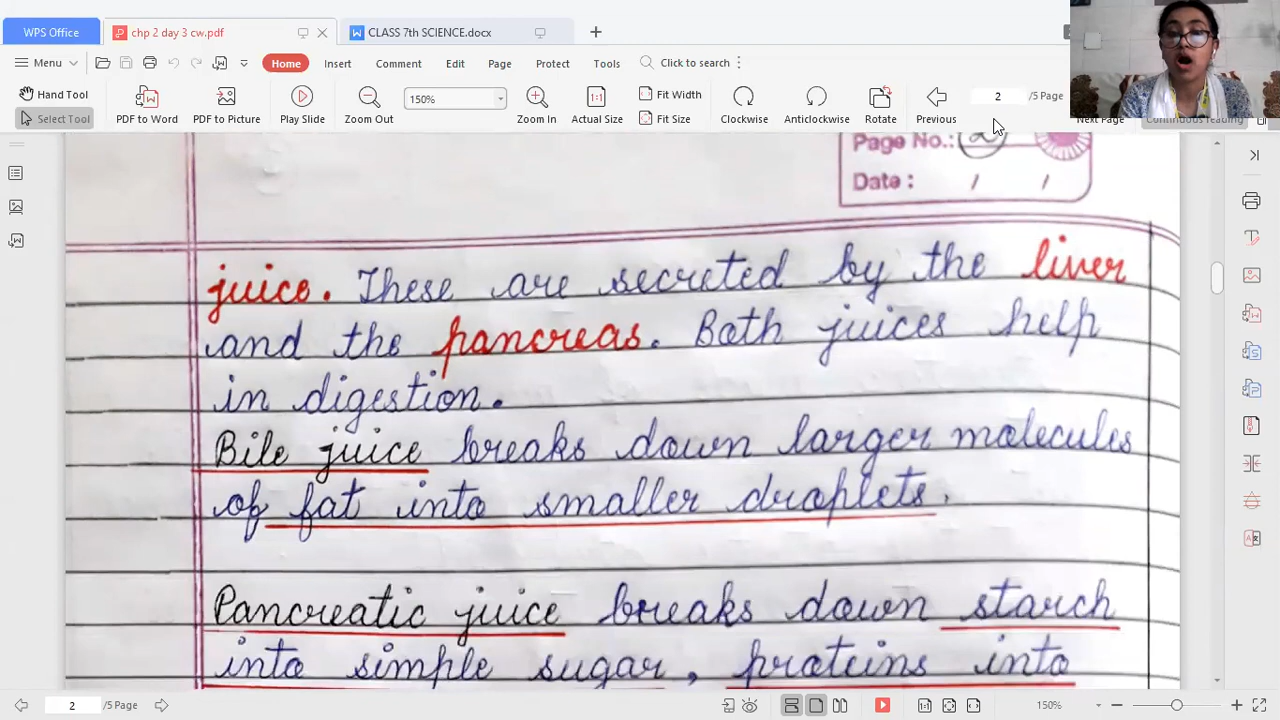 WPS Office
chp 2 day 3 cw.pdf
CLASS 7th SCIENCE.docx
Menu
Home
Insert
Comment
Edit
Page
Protect
Tools
Click to search
Hand Tool
Select Tool
PDF to Word
PDF to Picture
Play Slide
Zoom Out
150%
Zoom In
Actual Size
Fit Width
Fit Size
Clockwise
Anticlockwise
Rotate
Previous
2 /5 Page
Next Page
Continuous reading
Page No.: 2
Date : / /
juice. These are secreted by the liver
and the pancreas. Both juices help
in digestion.
Bile juice breaks down larger molecules
of fat into smaller droplets.
Pancreatic juice breaks down starch
into simple sugar, proteins into
2 /5 Page
150%